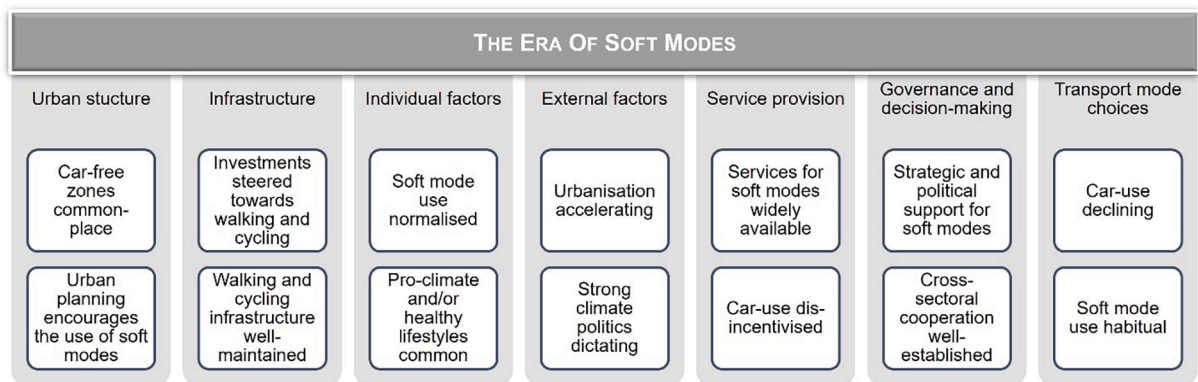 THE ERA OF SOFT MODES
Urban stucture
Infrastructure
Individual factors
External factors
Service provision
Governance and
decision-making
Transport mode
choices
Car-free
zones
common-
place
Investments
steered
towards
walking and
cycling
Soft mode
use
normalised
Urbanisation
accelerating
Services for
soft modes
widely
available
Strategic and
political
support for
soft modes
Car-use
declining
Urban
planning
encourages
the use of soft
modes
Walking and
cycling
infrastructure
well-
maintained
Pro-climate
and/or
healthy
lifestyles
common
Strong
climate
politics
dictating
Car-use dis-
incentivised
Cross-
sectoral
cooperation
well-
established
Soft mode
use habitual